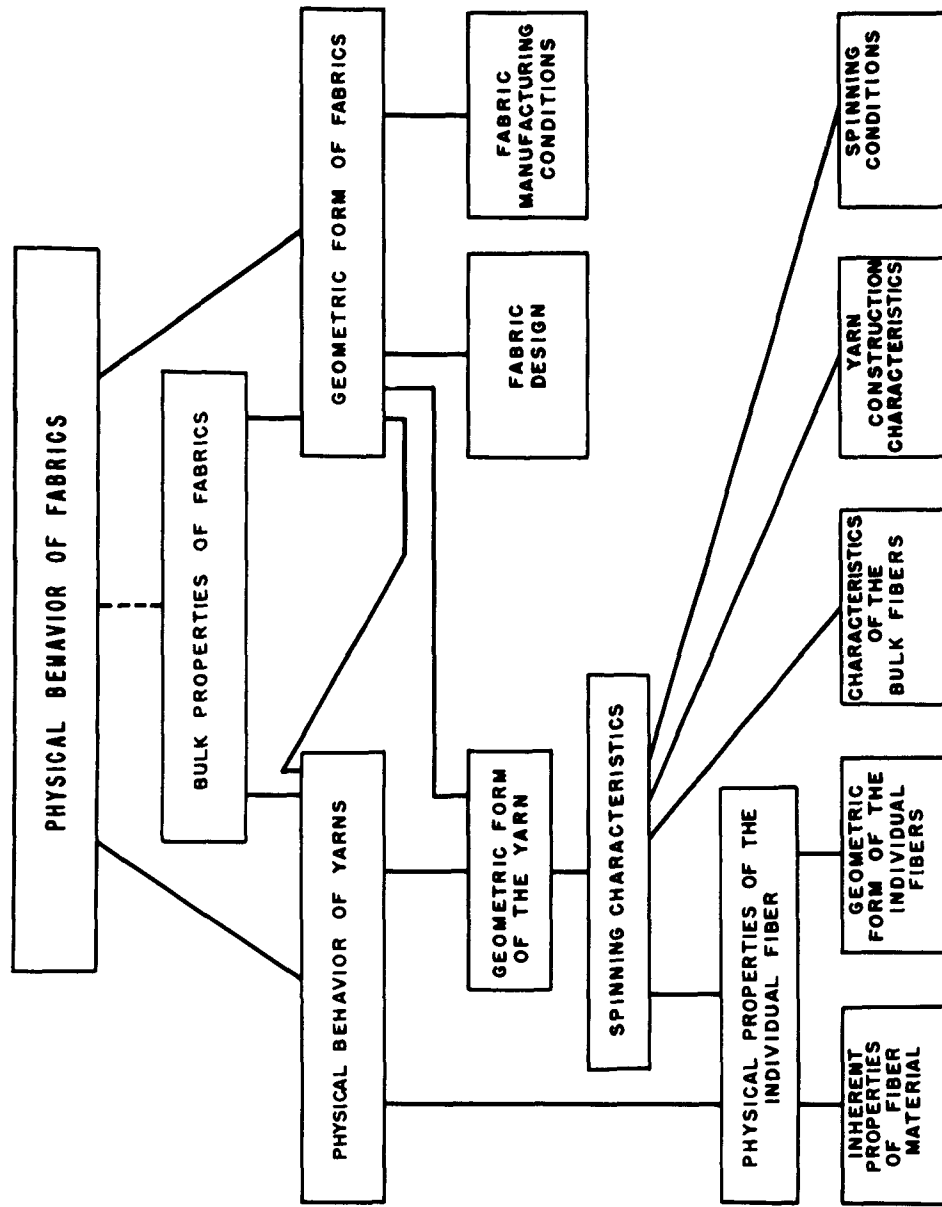 PHYSICAL BEHAVIOR OF FABRICS
BULK PROPERTIES OF FABRICS
PHYSICAL BEHAVIOR OF YARNS
GEOMETRIC FORM OF FABRICS
GEOMETRIC FORM
OF THE YARN
FABRIC
DESIGN
FABRIC
MANUFACTURING
CONDITIONS
SPINNING CHARACTERISTICS
PHYSICAL PROPERTIES OF THE
INDIVIDUAL FIBER
INHERENT
PROPERTIES
OF FIBER
MATERIAL
GEOMETRIC
FORM OF THE
INDIVIDUAL
FIBERS
CHARACTERISTICS
OF THE
BULK FIBERS
YARN
CONSTRUCTION
CHARACTERISTICS
SPINNING
CONDITIONS